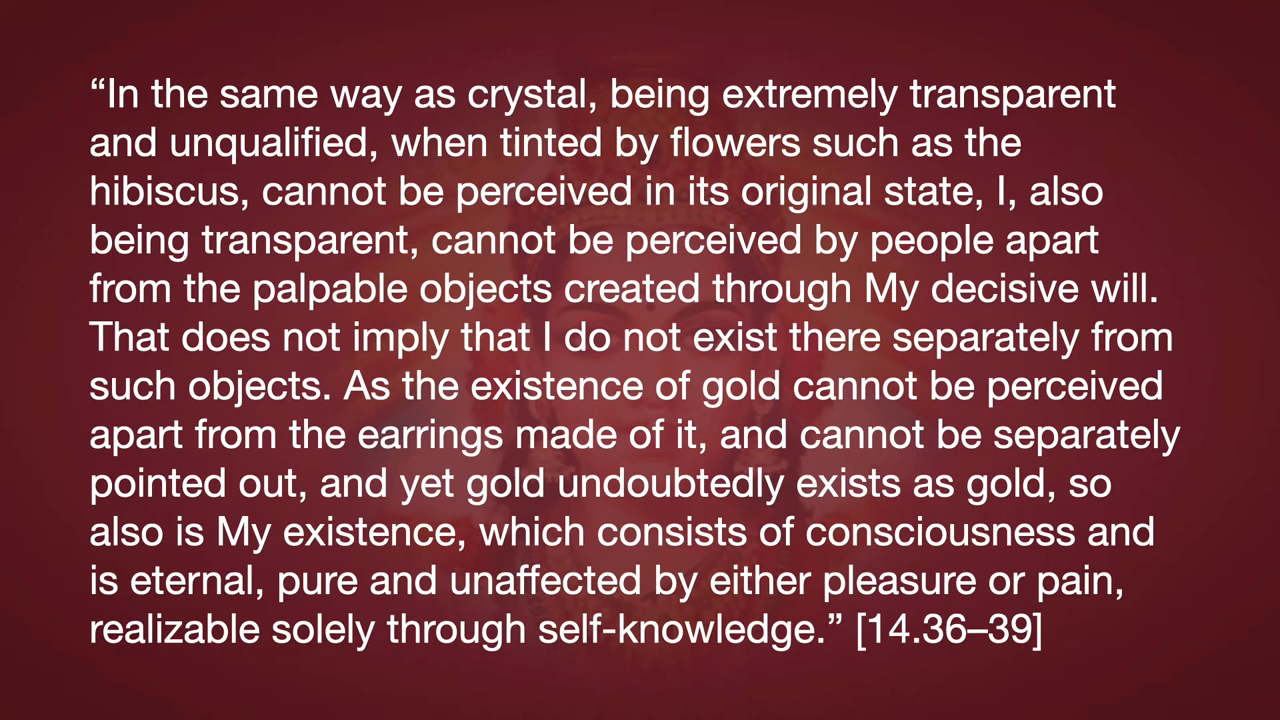 “In the same way as crystal, being extremely transparent
and unqualified, when tinted by flowers such as the
hibiscus, cannot be perceived in its original state, I, also
being transparent, cannot be perceived by people apart
from the palpable objects created through My decisive will.
That does not imply that I do not exist there separately from
such objects. As the existence of gold cannot be perceived
apart from the earrings made of it, and cannot be separately
pointed out, and yet gold undoubtedly exists as gold, so
also is My existence, which consists of consciousness and
is eternal, pure and unaffected by either pleasure or pain,
realizable solely through self-knowledge.” [14.36–39]